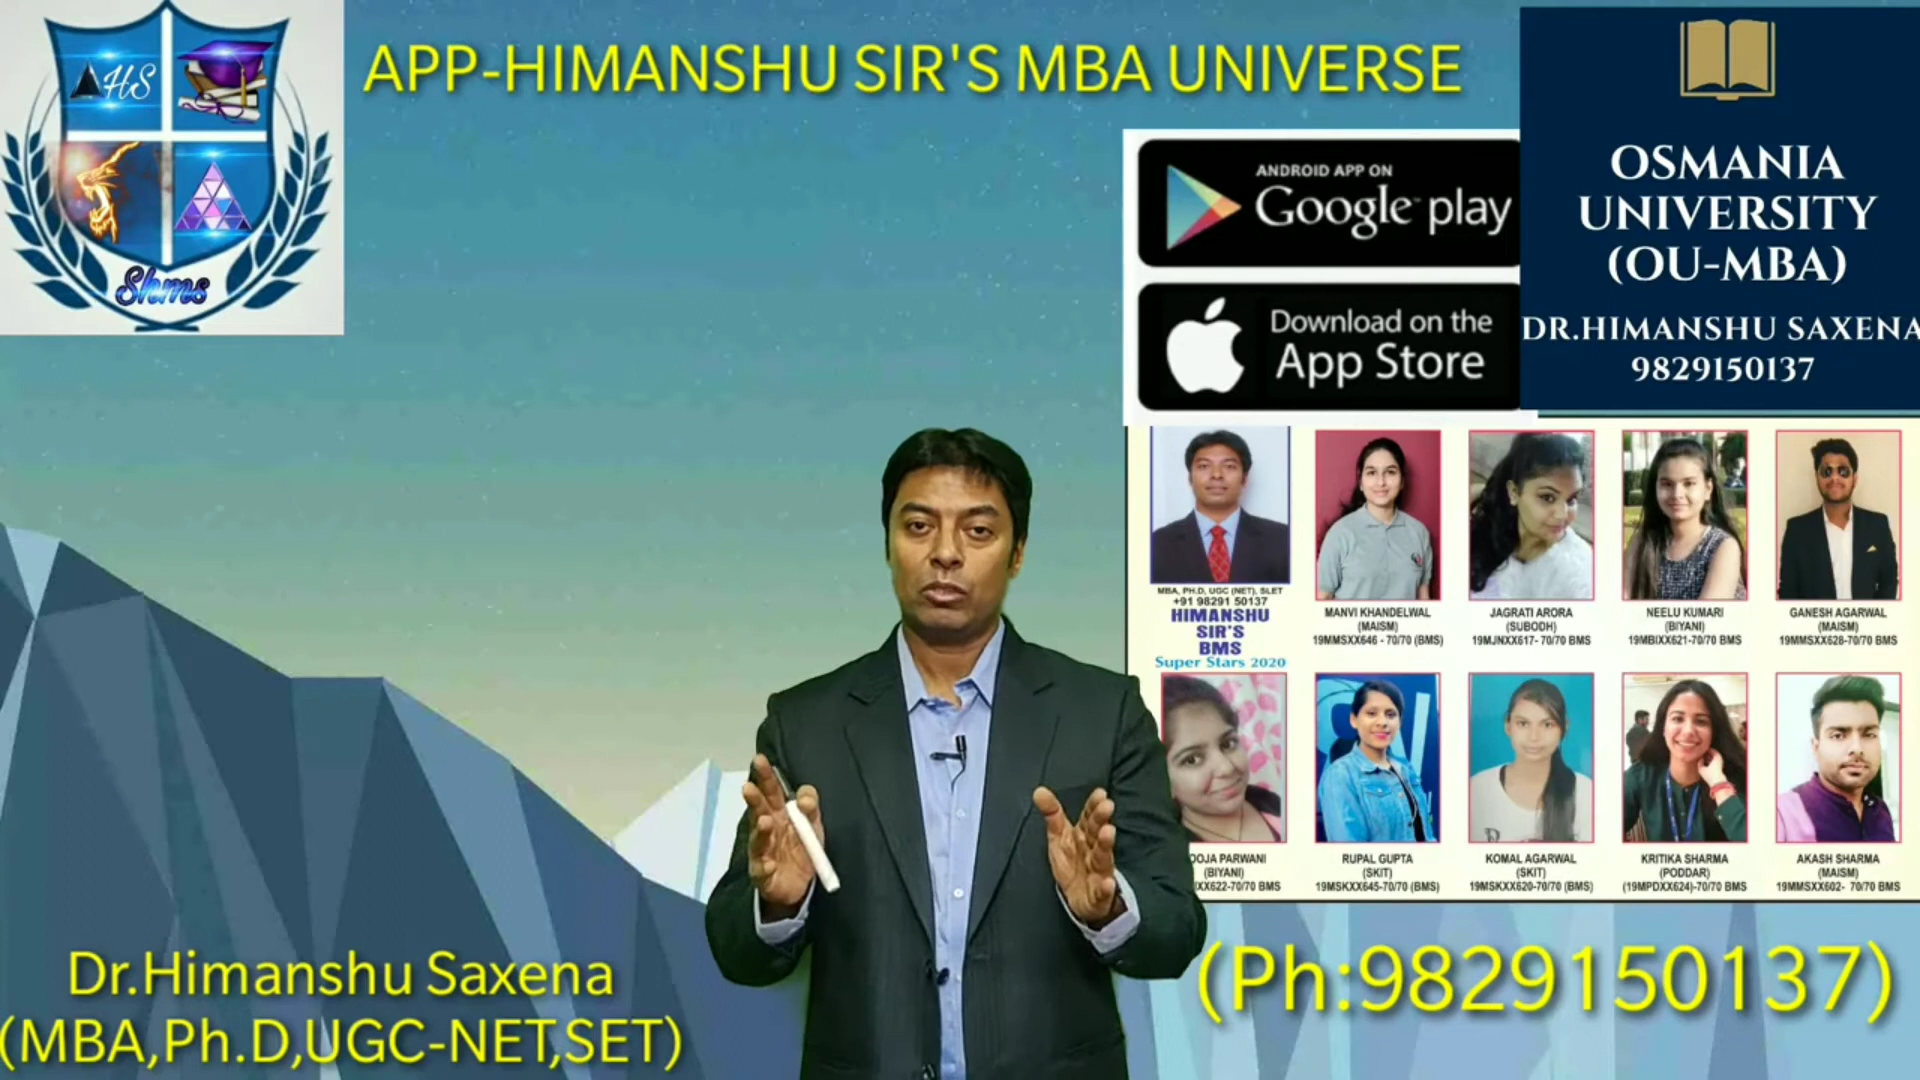 AHS
Shms
APP-HIMANSHU SIR'S MBA UNIVERSE
ANDROID APP ON
Google play
Download on the
App Store
OSMANIA
UNIVERSITY
(OU-MBA)
DR.HIMANSHU SAXENA
9829150137
MBA, PH.D, UGC (NET), SLET
+91 98291 50137
HIMANSHU
SIR'S
BMS
Super Stars 2020
MANVI KHANDELWAL
(MAISM)
19MMSXX646 - 70/70 (BMS)
JAGRATI ARORA
(SUBODH)
19MJNXX617- 70/70 BMS
NEELU KUMARI
(BIYANI)
19MBIXX621-70/70 BMS
GANESH AGARWAL
(MAISM)
19MMSXX628-70/70 BMS
OOJA PARWANI
(BIYANI)
IXX622-70/70 BMS
RUPAL GUPTA
(SKIT)
19MSKXX645-70/70 (BMS)
KOMAL AGARWAL
(SKIT)
19MSKXX620-70/70 (BMS)
KRITIKA SHARMA
(PODDAR)
(19MPDXX624)-70/70 BMS
AKASH SHARMA
(MAISM)
19MMSXX602- 70/70 BMS
Dr.Himanshu Saxena
(MBA,Ph.D,UGC-NET,SET)
(Ph:9829150137)